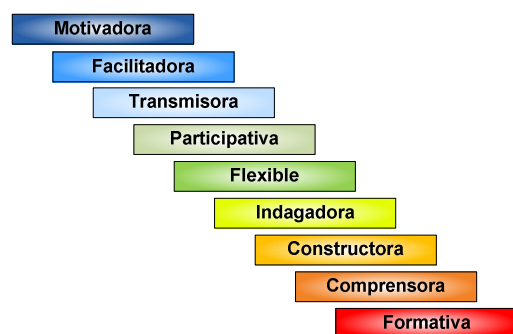 Motivadora
Facilitadora
Transmisora
Participativa
Flexible
Indagadora
Constructora
Comprensora
Formativa